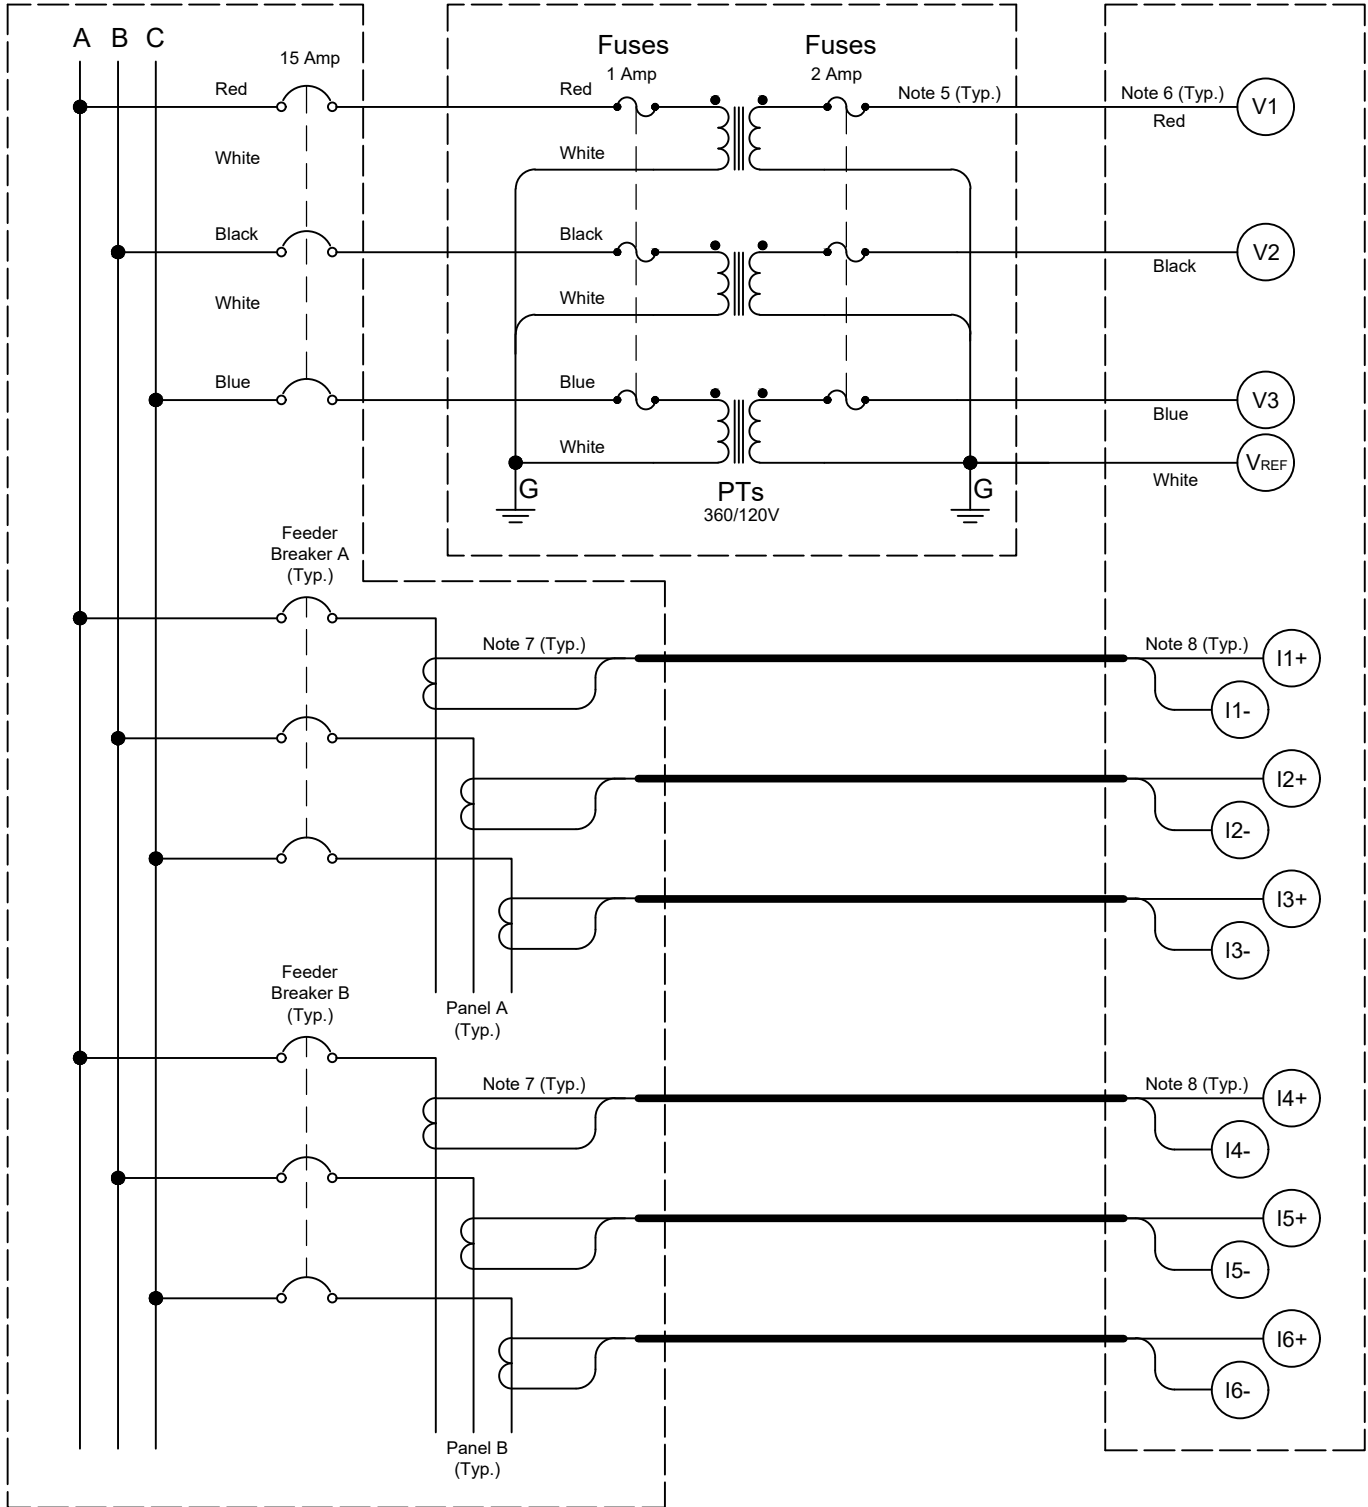 A B C
15 Amp
Fuses
1 Amp
Fuses
2 Amp
Red
Red
Note 5 (Typ.)
Note 6 (Typ.)
Red
V1
White
White
Black
Black
Black
V2
White
White
Blue
Blue
Blue
V3
White
White
VREF
G
G
PTs
360/120V
Feeder
Breaker A
(Typ.)
Note 7 (Typ.)
Note 8 (Typ.)
I1+
I1-
I2+
I2-
I3+
I3-
Panel A
(Typ.)
Feeder
Breaker B
(Typ.)
Note 7 (Typ.)
Note 8 (Typ.)
I4+
I4-
I5+
I5-
I6+
I6-
Panel B
(Typ.)